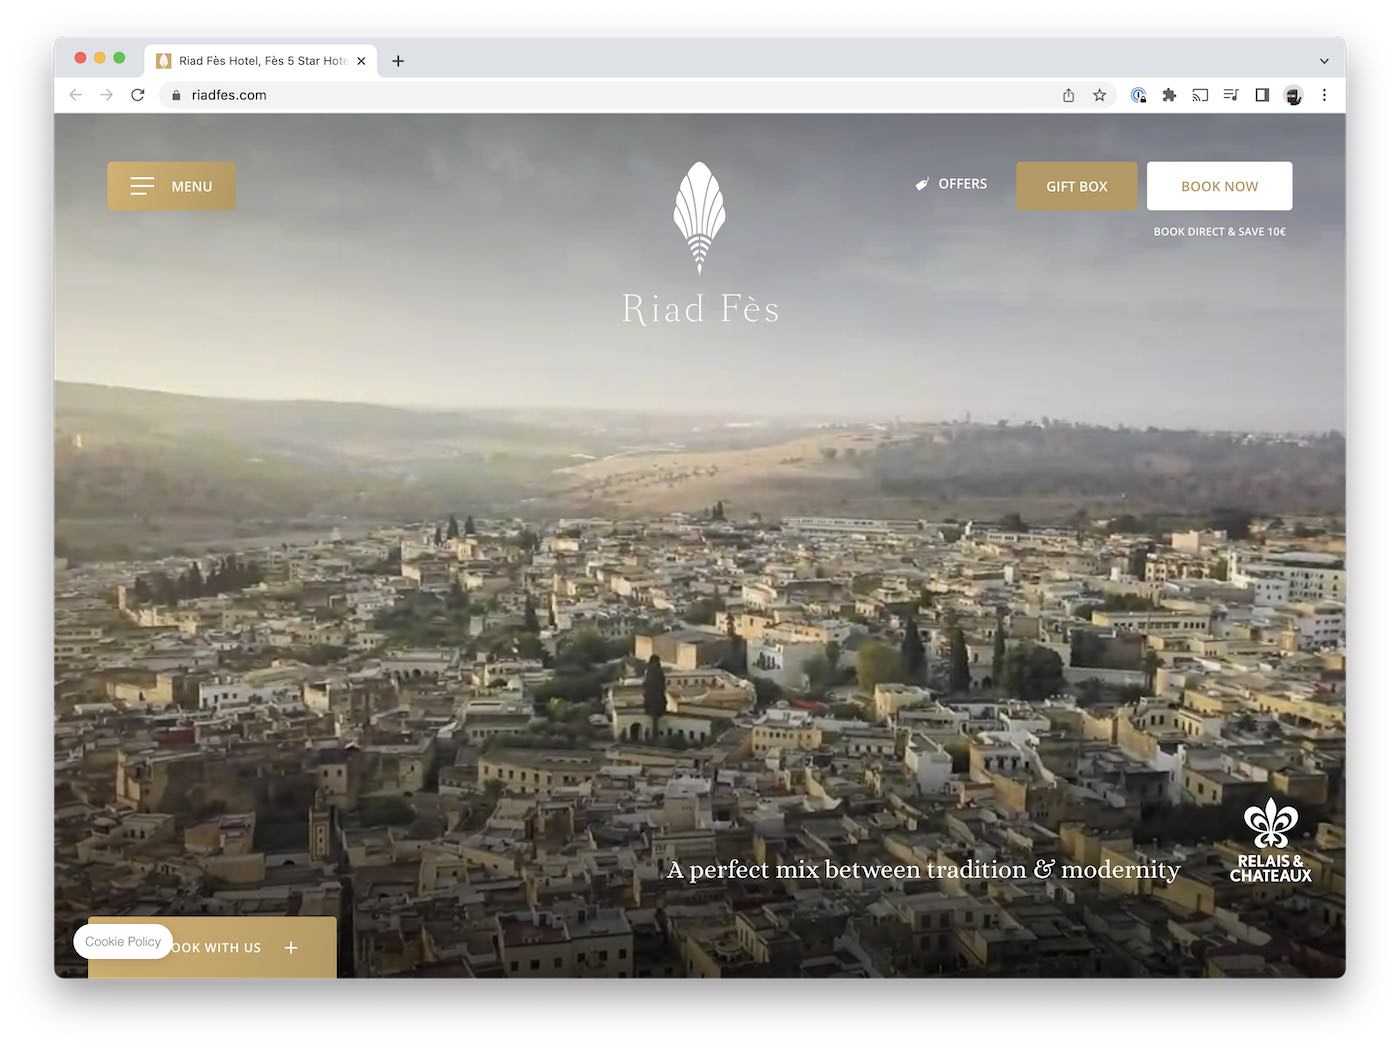 Riad Fès Hotel, Fès 5 Star Hote
riadfes.com
MENU
OFFERS
GIFT BOX
BOOK NOW
BOOK DIRECT & SAVE 10€
Riad Fès
A perfect mix between tradition & modernity
RELAIS &
CHATEAUX
Cookie Policy
OOK WITH US